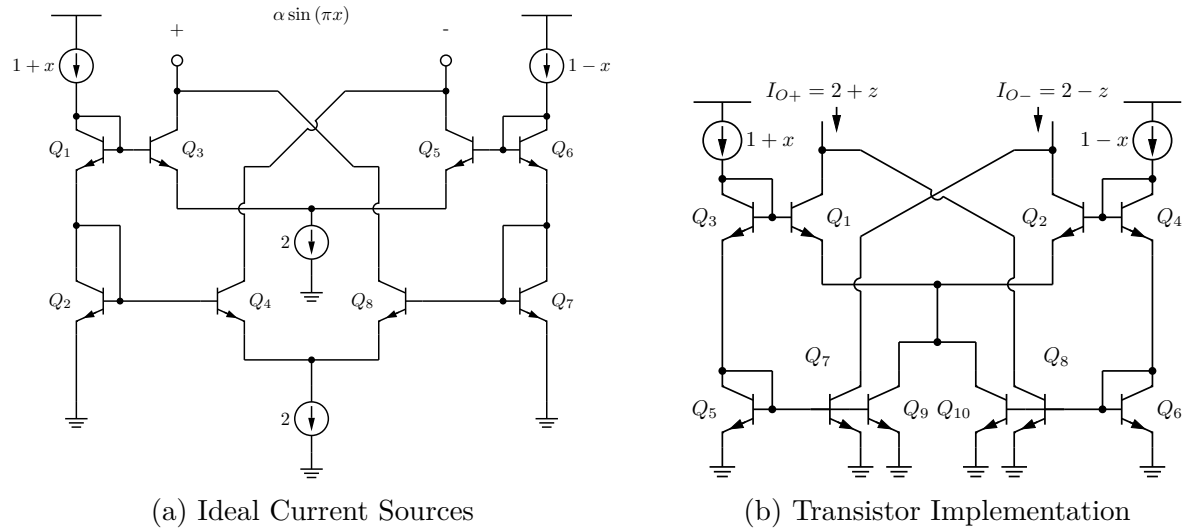 α sin (πx)
+
-
1 + x
1 − x
Q1
Q3
Q5
Q6
2
Q2
Q4
Q8
Q7
2
(a) Ideal Current Sources
IO+ = 2 + z
IO− = 2 − z
1 + x
1 − x
Q3
Q1
Q2
Q4
Q7
Q8
Q5
Q9
Q10
Q6
(b) Transistor Implementation